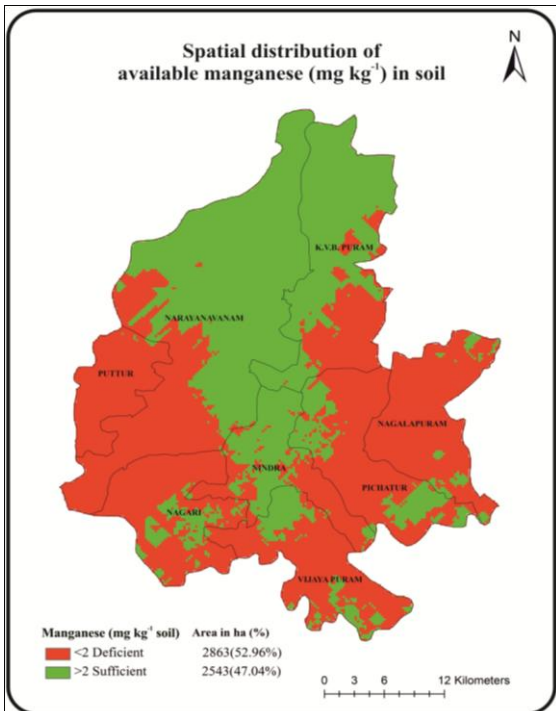 Spatial distribution of
available manganese (mg kg⁻¹) in soil
N
K.V.B. PURAM
NARAYANAVANAM
PUTTUR
NAGALAPURAM
NINDRA
PICHATUR
NAGARI
VIJAYA PURAM
Manganese (mg kg⁻¹ soil) Area in ha (%)
<2 Deficient 2863(52.96%)
>2 Sufficient 2543(47.04%)
0 3 6 12 Kilometers